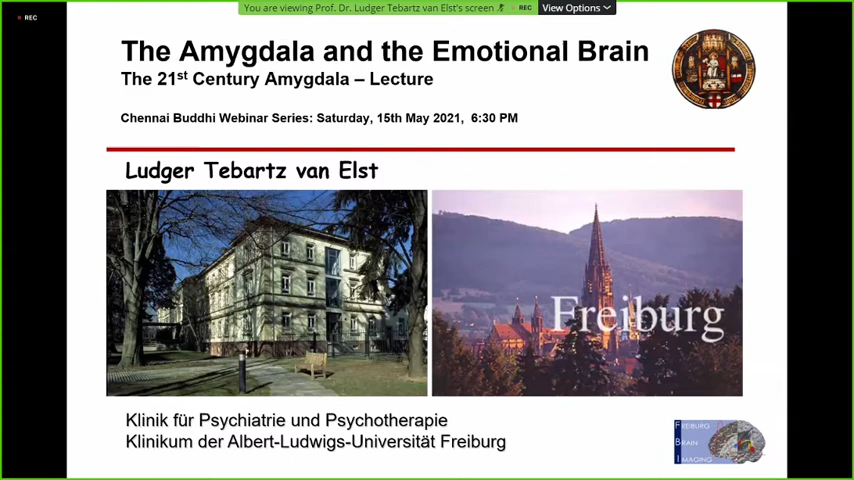 REC
You are viewing Prof. Dr. Ludger Tebartz van Elst's screen
REC
View Options
The Amygdala and the Emotional Brain
The 21st Century Amygdala – Lecture
Chennai Buddhi Webinar Series: Saturday, 15th May 2021, 6:30 PM
Ludger Tebartz van Elst
Freiburg
Klinik für Psychiatrie und Psychotherapie
Klinikum der Albert-Ludwigs-Universität Freiburg
FREIBURG
BRAIN
IMAGING